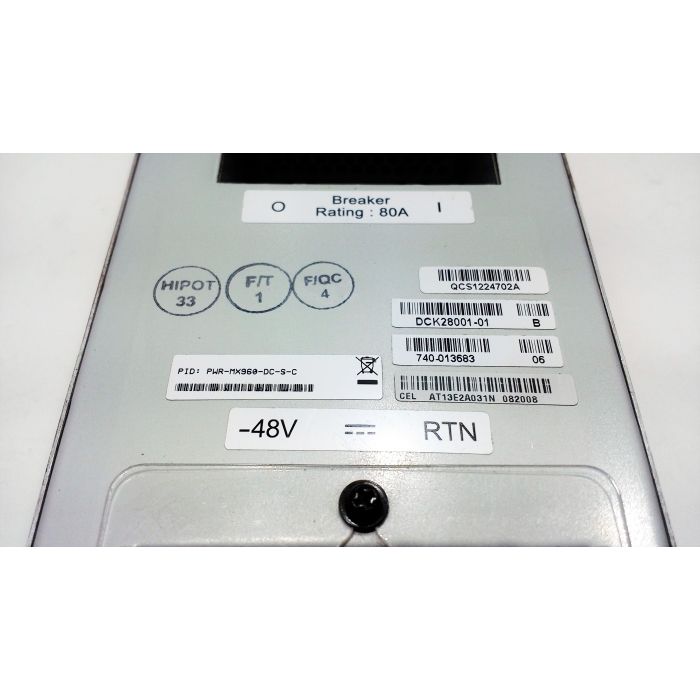 O Breaker I
Rating : 80A
HIPOT
33
F/T
1
F/QC
4
QCS1224702A
DCK28001-01 B
740-013683 06
PID: PWR-MX960-DC-S-C
CEL AT13E2A031N 082008
-48V RTN